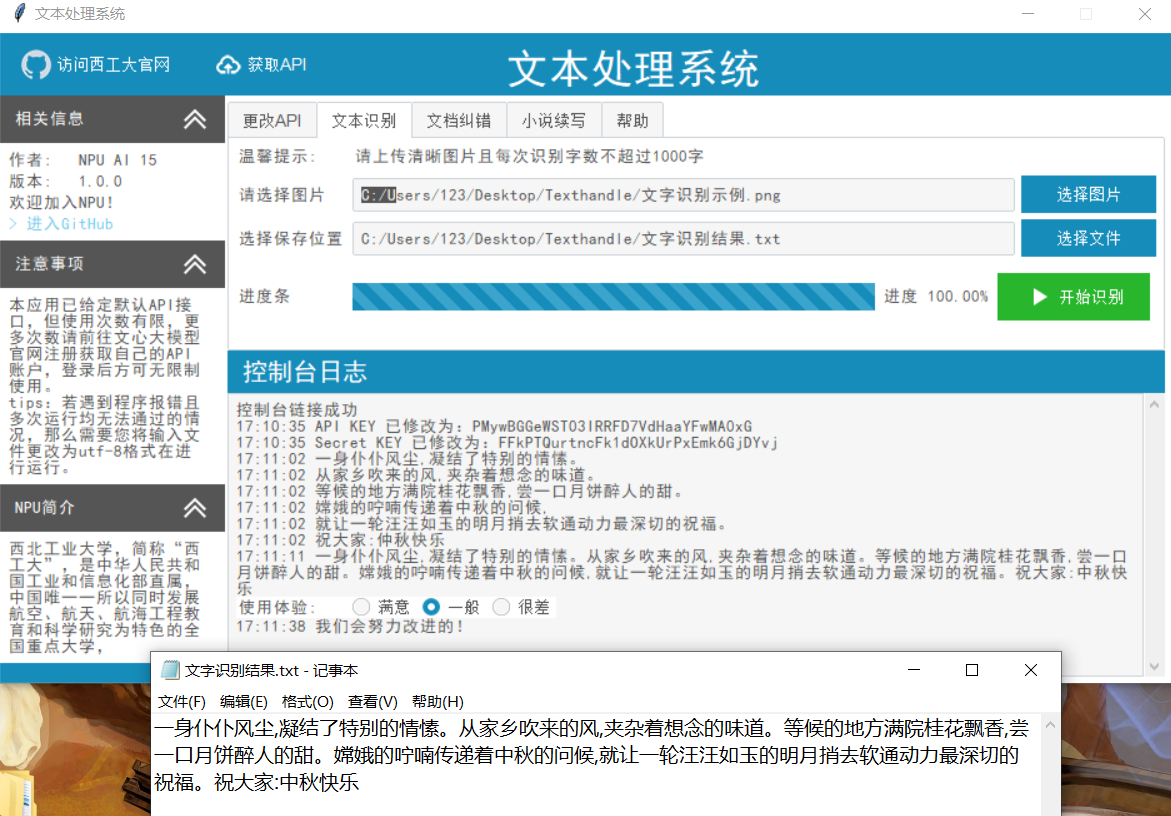 文本处理系统
访问西工大官网 获取API 文本处理系统
相关信息
作者： NPU AI 15
版本： 1.0.0
欢迎加入NPU!
> 进入GitHub
注意事项
本应用已给定默认API接
口，但使用次数有限，更
多次数请前往文心大模型
官网注册获取自己的API
账户，登录后方可无限制
使用。
tips：若遇到程序报错且
多次运行均无法通过的情
况，那么需要您将输入文
件更改为utf-8格式在进
行运行。
NPU简介
西北工业大学，简称“西
工大”，是中华人民共和
国工业和信息化部直属，
中国唯一一所以同时发展
航空、航天、航海工程教
育和科学研究为特色的全
国重点大学，
更改API 文本识别 文档纠错 小说续写 帮助
温馨提示： 请上传清晰图片且每次识别字数不超过1000字
请选择图片 C:/Users/123/Desktop/Texthandle/文字识别示例.png 选择图片
选择保存位置 C:/Users/123/Desktop/Texthandle/文字识别结果.txt 选择文件
进度条 进度 100.00% 开始识别
控制台日志
控制台链接成功
17:10:35 API KEY 已修改为：PMywBGGeWST03IRRFD7VdHaaYFwMAOxG
17:10:35 Secret KEY 已修改为：FFkPTQurtncFk1dOXkUrPxEmk6GjDYvj
17:11:02 一身仆仆风尘,凝结了特别的情愫。
17:11:02 从家乡吹来的风,夹杂着想念的味道。
17:11:02 等候的地方满院桂花飘香,尝一口月饼醉人的甜。
17:11:02 嫦娥的咛喃传递着中秋的问候,
17:11:02 就让一轮汪汪如玉的明月捎去软通动力最深切的祝福。
17:11:02 祝大家:仲秋快乐
17:11:11 一身仆仆风尘,凝结了特别的情愫。从家乡吹来的风,夹杂着想念的味道。等候的地方满院桂花飘香,尝一口
月饼醉人的甜。嫦娥的咛喃传递着中秋的问候,就让一轮汪汪如玉的明月捎去软通动力最深切的祝福。祝大家:中秋快
乐
使用体验： 满意 一般 很差
17:11:38 我们会努力改进的!
文字识别结果.txt - 记事本
文件(F) 编辑(E) 格式(O) 查看(V) 帮助(H)
一身仆仆风尘,凝结了特别的情愫。从家乡吹来的风,夹杂着想念的味道。等候的地方满院桂花飘香,尝
一口月饼醉人的甜。嫦娥的咛喃传递着中秋的问候,就让一轮汪汪如玉的明月捎去软通动力最深切的
祝福。祝大家:中秋快乐